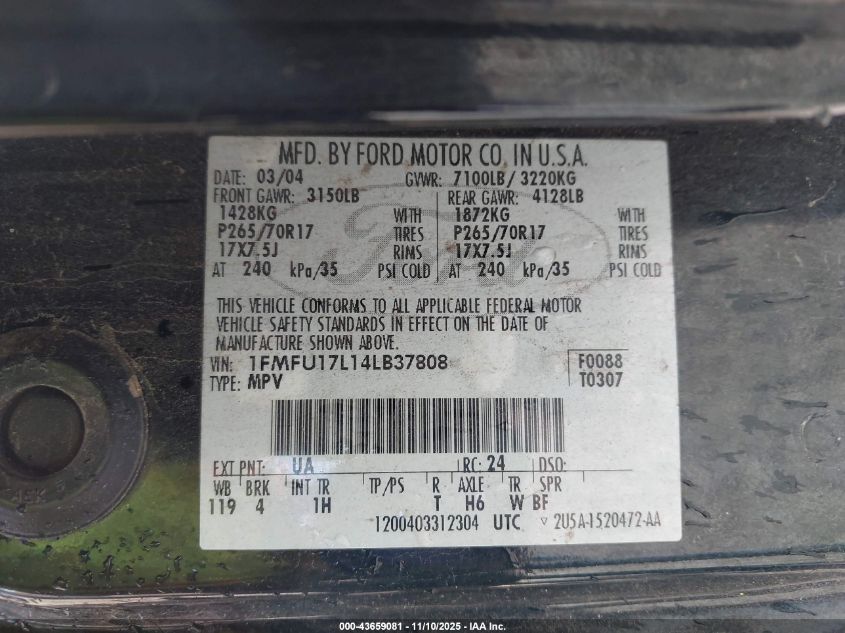 MFD. BY FORD MOTOR CO. IN U.S.A.
DATE: 03/04 GVWR: 7100LB/ 3220KG
FRONT GAWR: 3150LB REAR GAWR: 4128LB
1428KG WITH 1872KG WITH
P265/70R17 TIRES P265/70R17 TIRES
17X7.5J RIMS 17X7.5J RIMS
AT 240 kPa/35 PSI COLD AT 240 kPa/35 PSI COLD
THIS VEHICLE CONFORMS TO ALL APPLICABLE FEDERAL MOTOR
VEHICLE SAFETY STANDARDS IN EFFECT ON THE DATE OF
MANUFACTURE SHOWN ABOVE.
VIN: 1FMFU17L14LB37808 F0088
TYPE: MPV T0307
EXT PNT: UA RC: 24 DSO:
WB BRK INT TR TP/PS R AXLE TR SPR
119 4 1H T H6 W BF
1200403312304 UTC ▽ 2U5A-1520472-AA
Ford
000-43659081 - 11/10/2025 - IAA Inc.